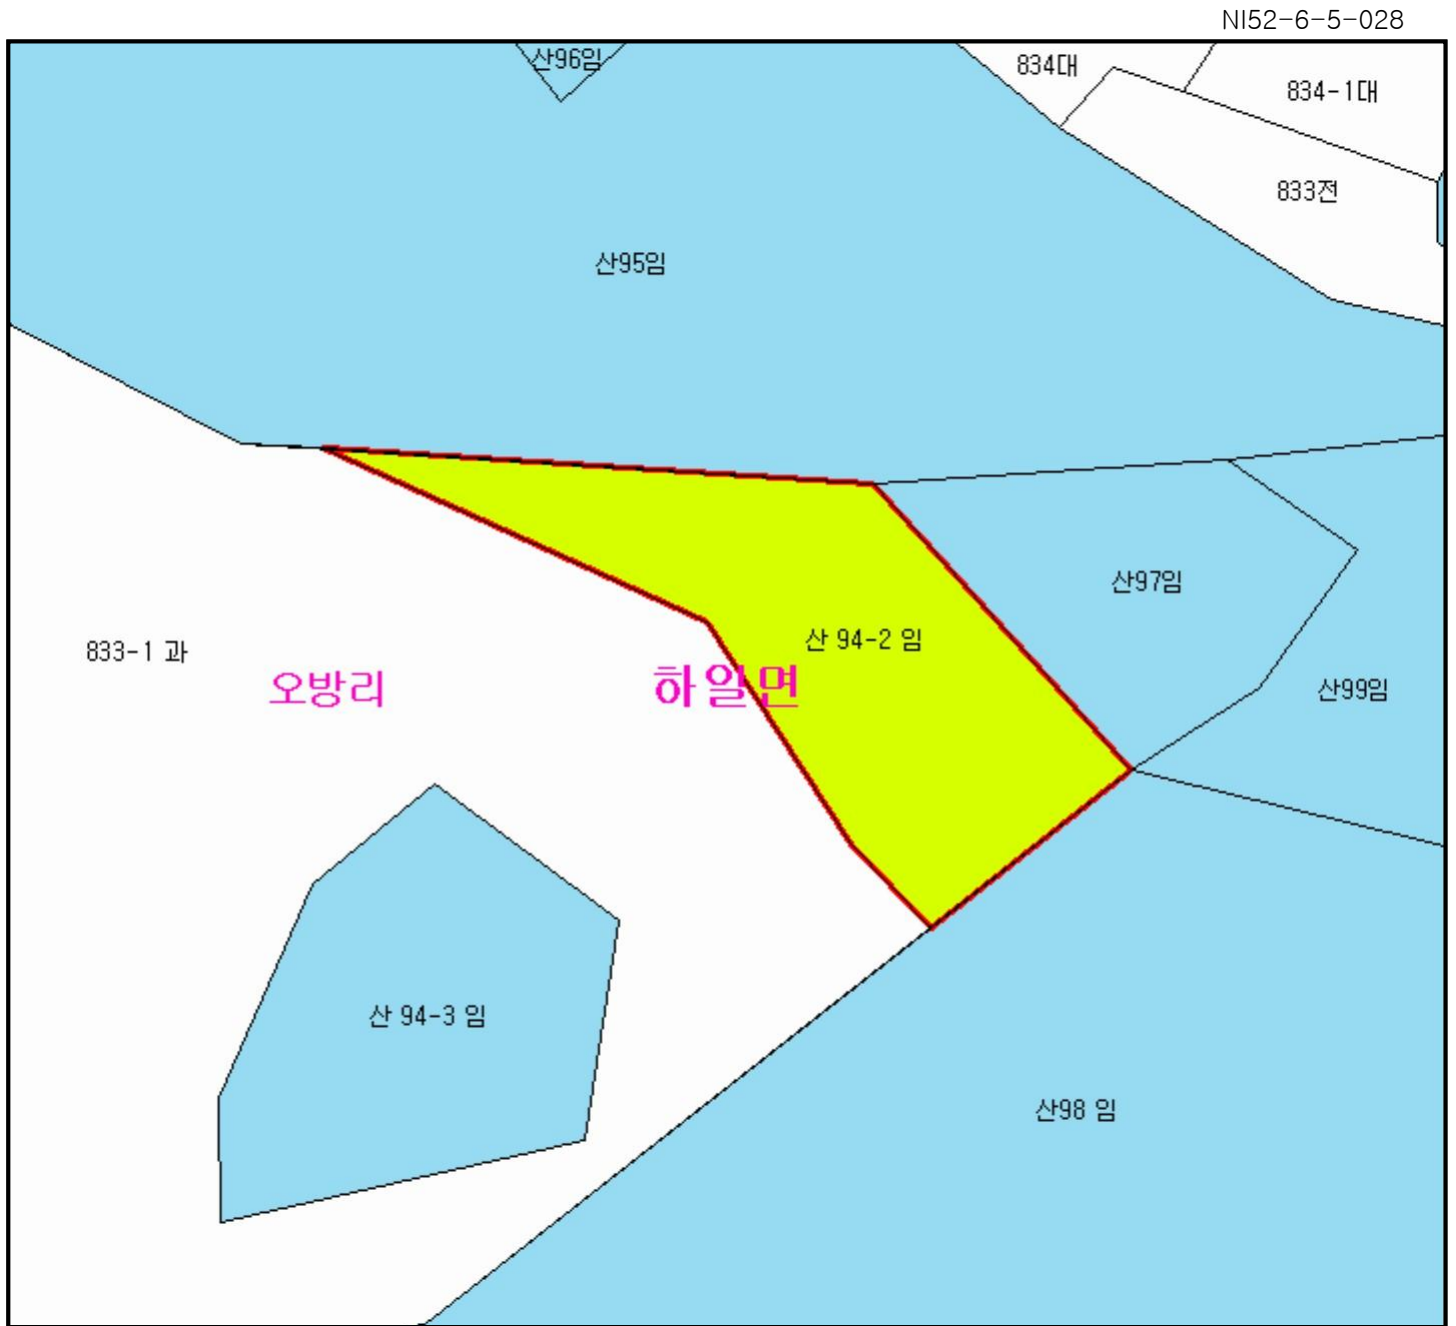 NI52-6-5-028
산96임
834대
834-1대
833전
산95임
산97임
산 94-2 임
833-1 과
오방리
하일면
산99임
산 94-3 임
산98 임